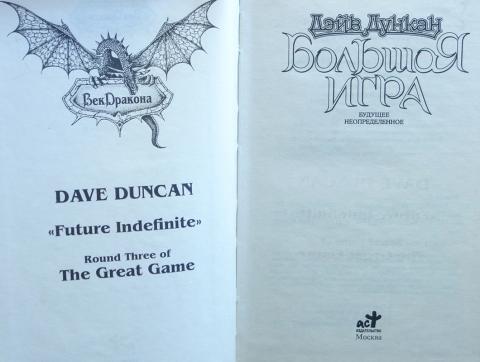 Век Дракона
DAVE DUNCAN
«Future Indefinite»
Round Three of
The Great Game
Дэйв Дункан
Большая
ИГРА
БУДУЩЕЕ
НЕОПРЕДЕЛЕННОЕ
аст
ИЗДАТЕЛЬСТВО
Москва